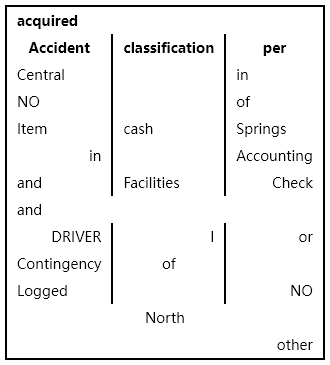 acquired
Accident classification per
Central in
NO of
Item cash Springs
in Accounting
and Facilities Check
and
DRIVER I or
Contingency of
Logged NO
North
other